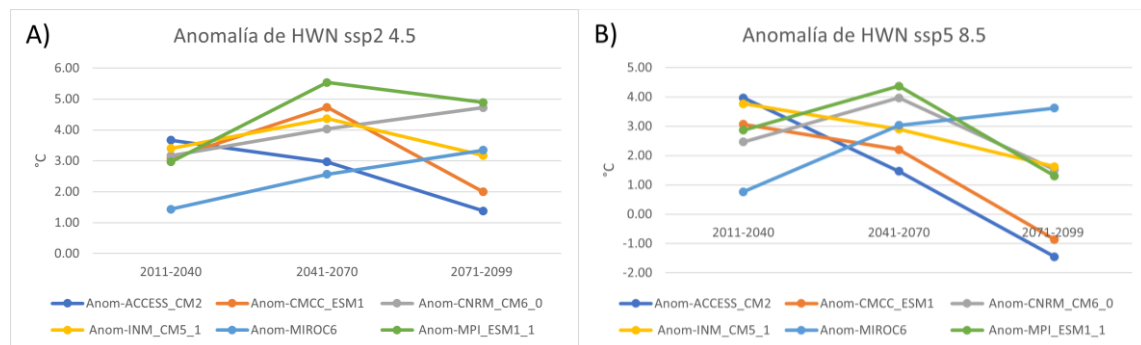 A)
Anomalía de HWN ssp2 4.5
°C
6.00
5.00
4.00
3.00
2.00
1.00
0.00
2011-2040 2041-2070 2071-2099
Anom-ACCESS_CM2 Anom-CMCC_ESM1 Anom-CNRM_CM6_0
Anom-INM_CM5_1 Anom-MIROC6 Anom-MPI_ESM1_1
B)
Anomalía de HWN ssp5 8.5
°C
5.00
4.00
3.00
2.00
1.00
0.00
-1.00
-2.00
2011-2040 2041-2070 2071-2099
Anom-ACCESS_CM2 Anom-CMCC_ESM1 Anom-CNRM_CM6_0
Anom-INM_CM5_1 Anom-MIROC6 Anom-MPI_ESM1_1